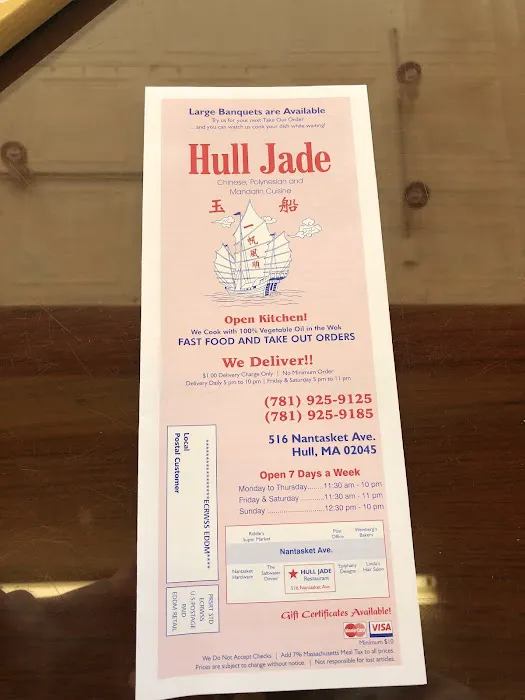 Large Banquets are Available
Try us for your next Take Out Order
... and you can watch us cook your dish while waiting!
Hull Jade
Chinese, Polynesian and
Mandarin Cuisine
玉 船
一帆風順
Open Kitchen!
We Cook with 100% Vegetable Oil in the Wok
FAST FOOD AND TAKE OUT ORDERS
We Deliver!!
$1.00 Delivery Charge Only | No Minimum Order
Delivery Daily 5 pm to 10 pm | Friday & Saturday 5 pm to 11 pm
(781) 925-9125
(781) 925-9185
516 Nantasket Ave.
Hull, MA 02045
Open 7 Days a Week
Monday to Thursday.......11:30 am - 10 pm
Friday & Saturday ..........11:30 am - 11 pm
Sunday ........................12:30 pm - 10 pm
******************ECRWSS EDDM****
Local
Postal Customer
PRSRT STD
ECRWSS
U.S.POSTAGE
PAID
EDDM RETAIL
Super Market
Post
Office
Weinberg's
Bakery
Nantasket Ave.
Nantasket
Hardware
The
Saltwater
Diner
HULL JADE
Restaurant
516 Nantasket Ave.
Epiphany
Designs
Linda's
Hair Salon
Gift Certificates Available!
MasterCard
VISA
Minimum $10
We Do Not Accept Checks | Add 7% Massachusetts Meal Tax to all prices.
Prices are subject to change without notice. | Not responsible for lost articles.